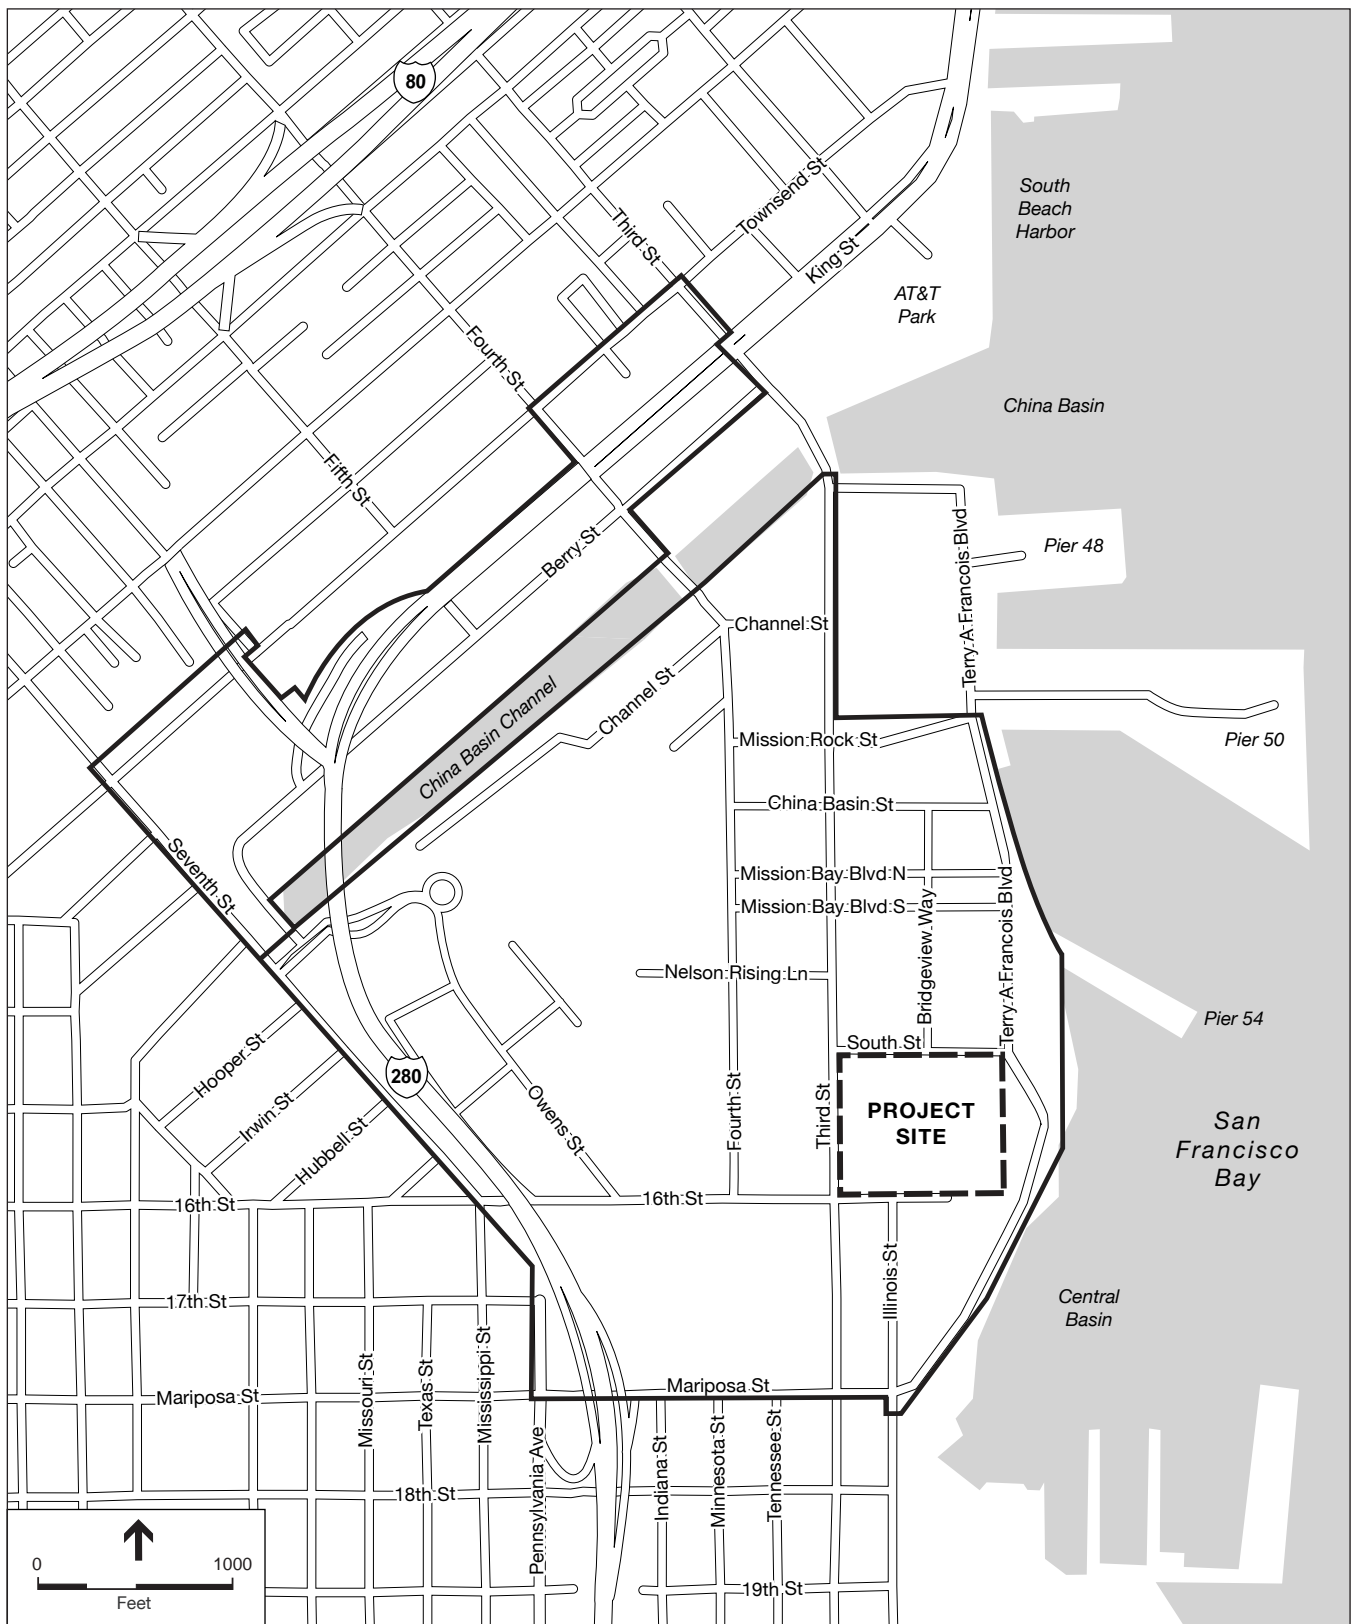 80
South
Beach
Harbor
Townsend St
Third St
King St
AT&T
Park
Fourth St
China Basin
Fifth St
Terry A Francois Blvd
Pier 48
Berry St
Channel St
Channel St
China Basin Channel
Mission Rock St
Pier 50
China Basin St
Seventh St
Mission Bay Blvd N
Mission Bay Blvd S
Bridgeview Way
Terry A Francois Blvd
Nelson Rising Ln
Pier 54
South St
Hooper St
280
Owens St
Fourth St
Third St
PROJECT
SITE
Irwin St
Hubbell St
San
Francisco
Bay
16th St
16th St
Illinois St
17th St
Central
Basin
Missouri St
Texas St
Mississippi St
Mariposa St
Mariposa St
Pennsylvania Ave
Indiana St
Minnesota St
Tennessee St
18th St
19th St
0 1000
Feet